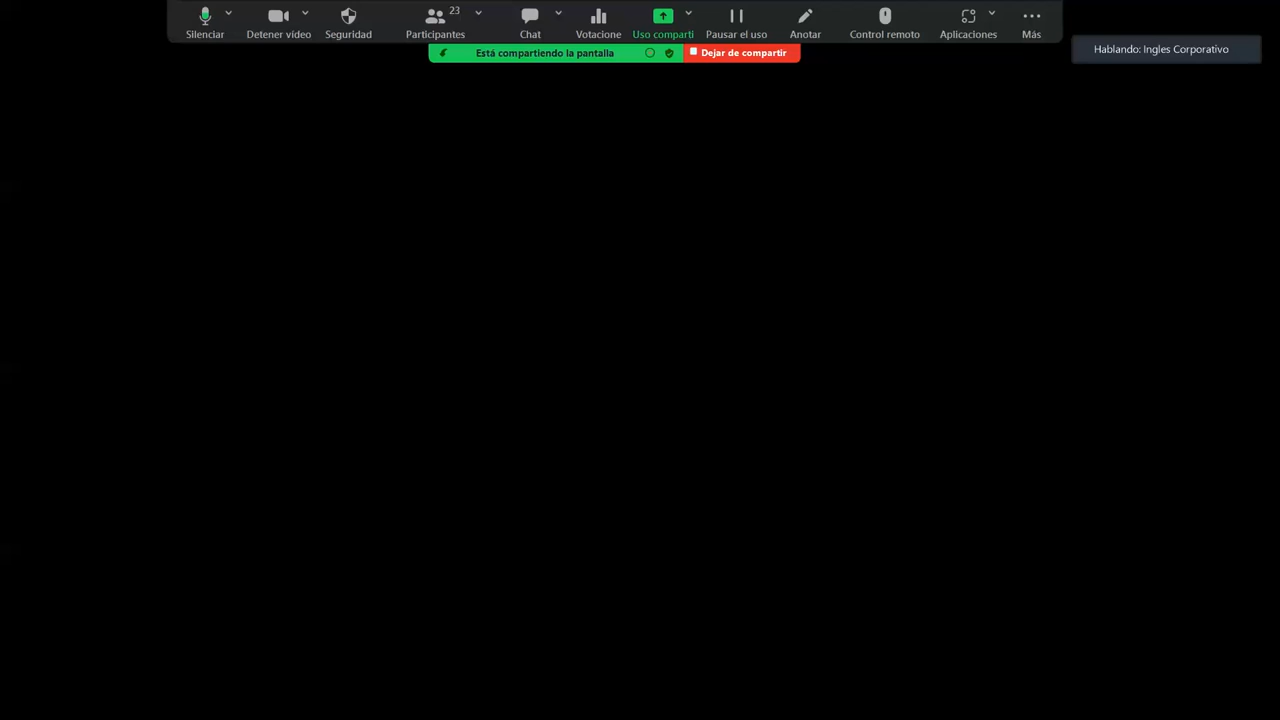 Silenciar
Detener video
Seguridad
23
Participantes
Chat
Votacione
Uso comparti
Pausar el uso
Anotar
Control remoto
Aplicaciones
Más
Está compartiendo la pantalla
Dejar de compartir
Hablando: Ingles Corporativo